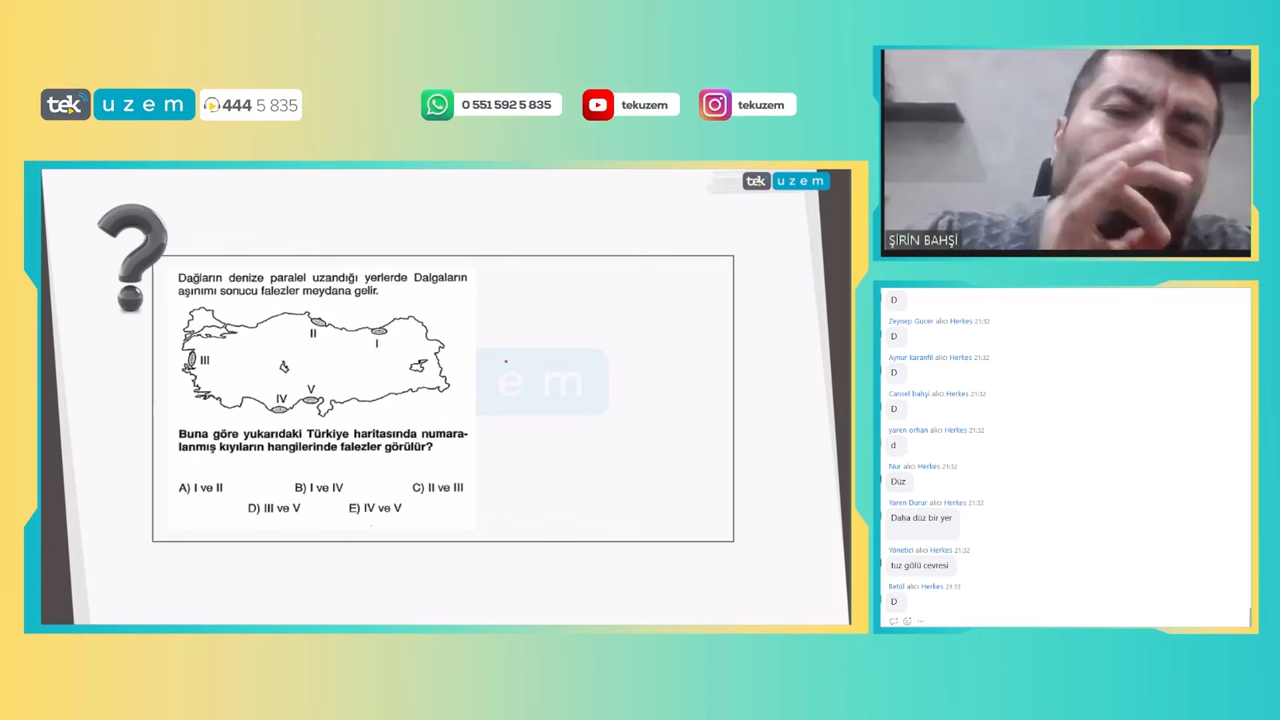 tek uzem 444 5 835
0 551 592 5 835
tekuzem
tekuzem
tek uzem
Dağların denize paralel uzandığı yerlerde Dalgaların
aşınımı sonucu falezler meydana gelir.
II
I
III
IV
V
e m
Buna göre yukarıdaki Türkiye haritasında numara-
lanmış kıyıların hangilerinde falezler görülür?
A) I ve II B) I ve IV C) II ve III
D) III ve V E) IV ve V
ŞİRİN BAHŞİ
D
Zeynep Gucer alıcı Herkes 21:32
D
Aynur karanfil alıcı Herkes 21:32
D
Cansel bahşi alıcı Herkes 21:32
D
yaren orhan alıcı Herkes 21:32
d
Nur alıcı Herkes 21:32
Düz
Yaren Durur alıcı Herkes 21:32
Daha düz bir yer
Yönetici alıcı Herkes 21:32
tuz gölü cevresi
Betül alıcı Herkes 21:33
D